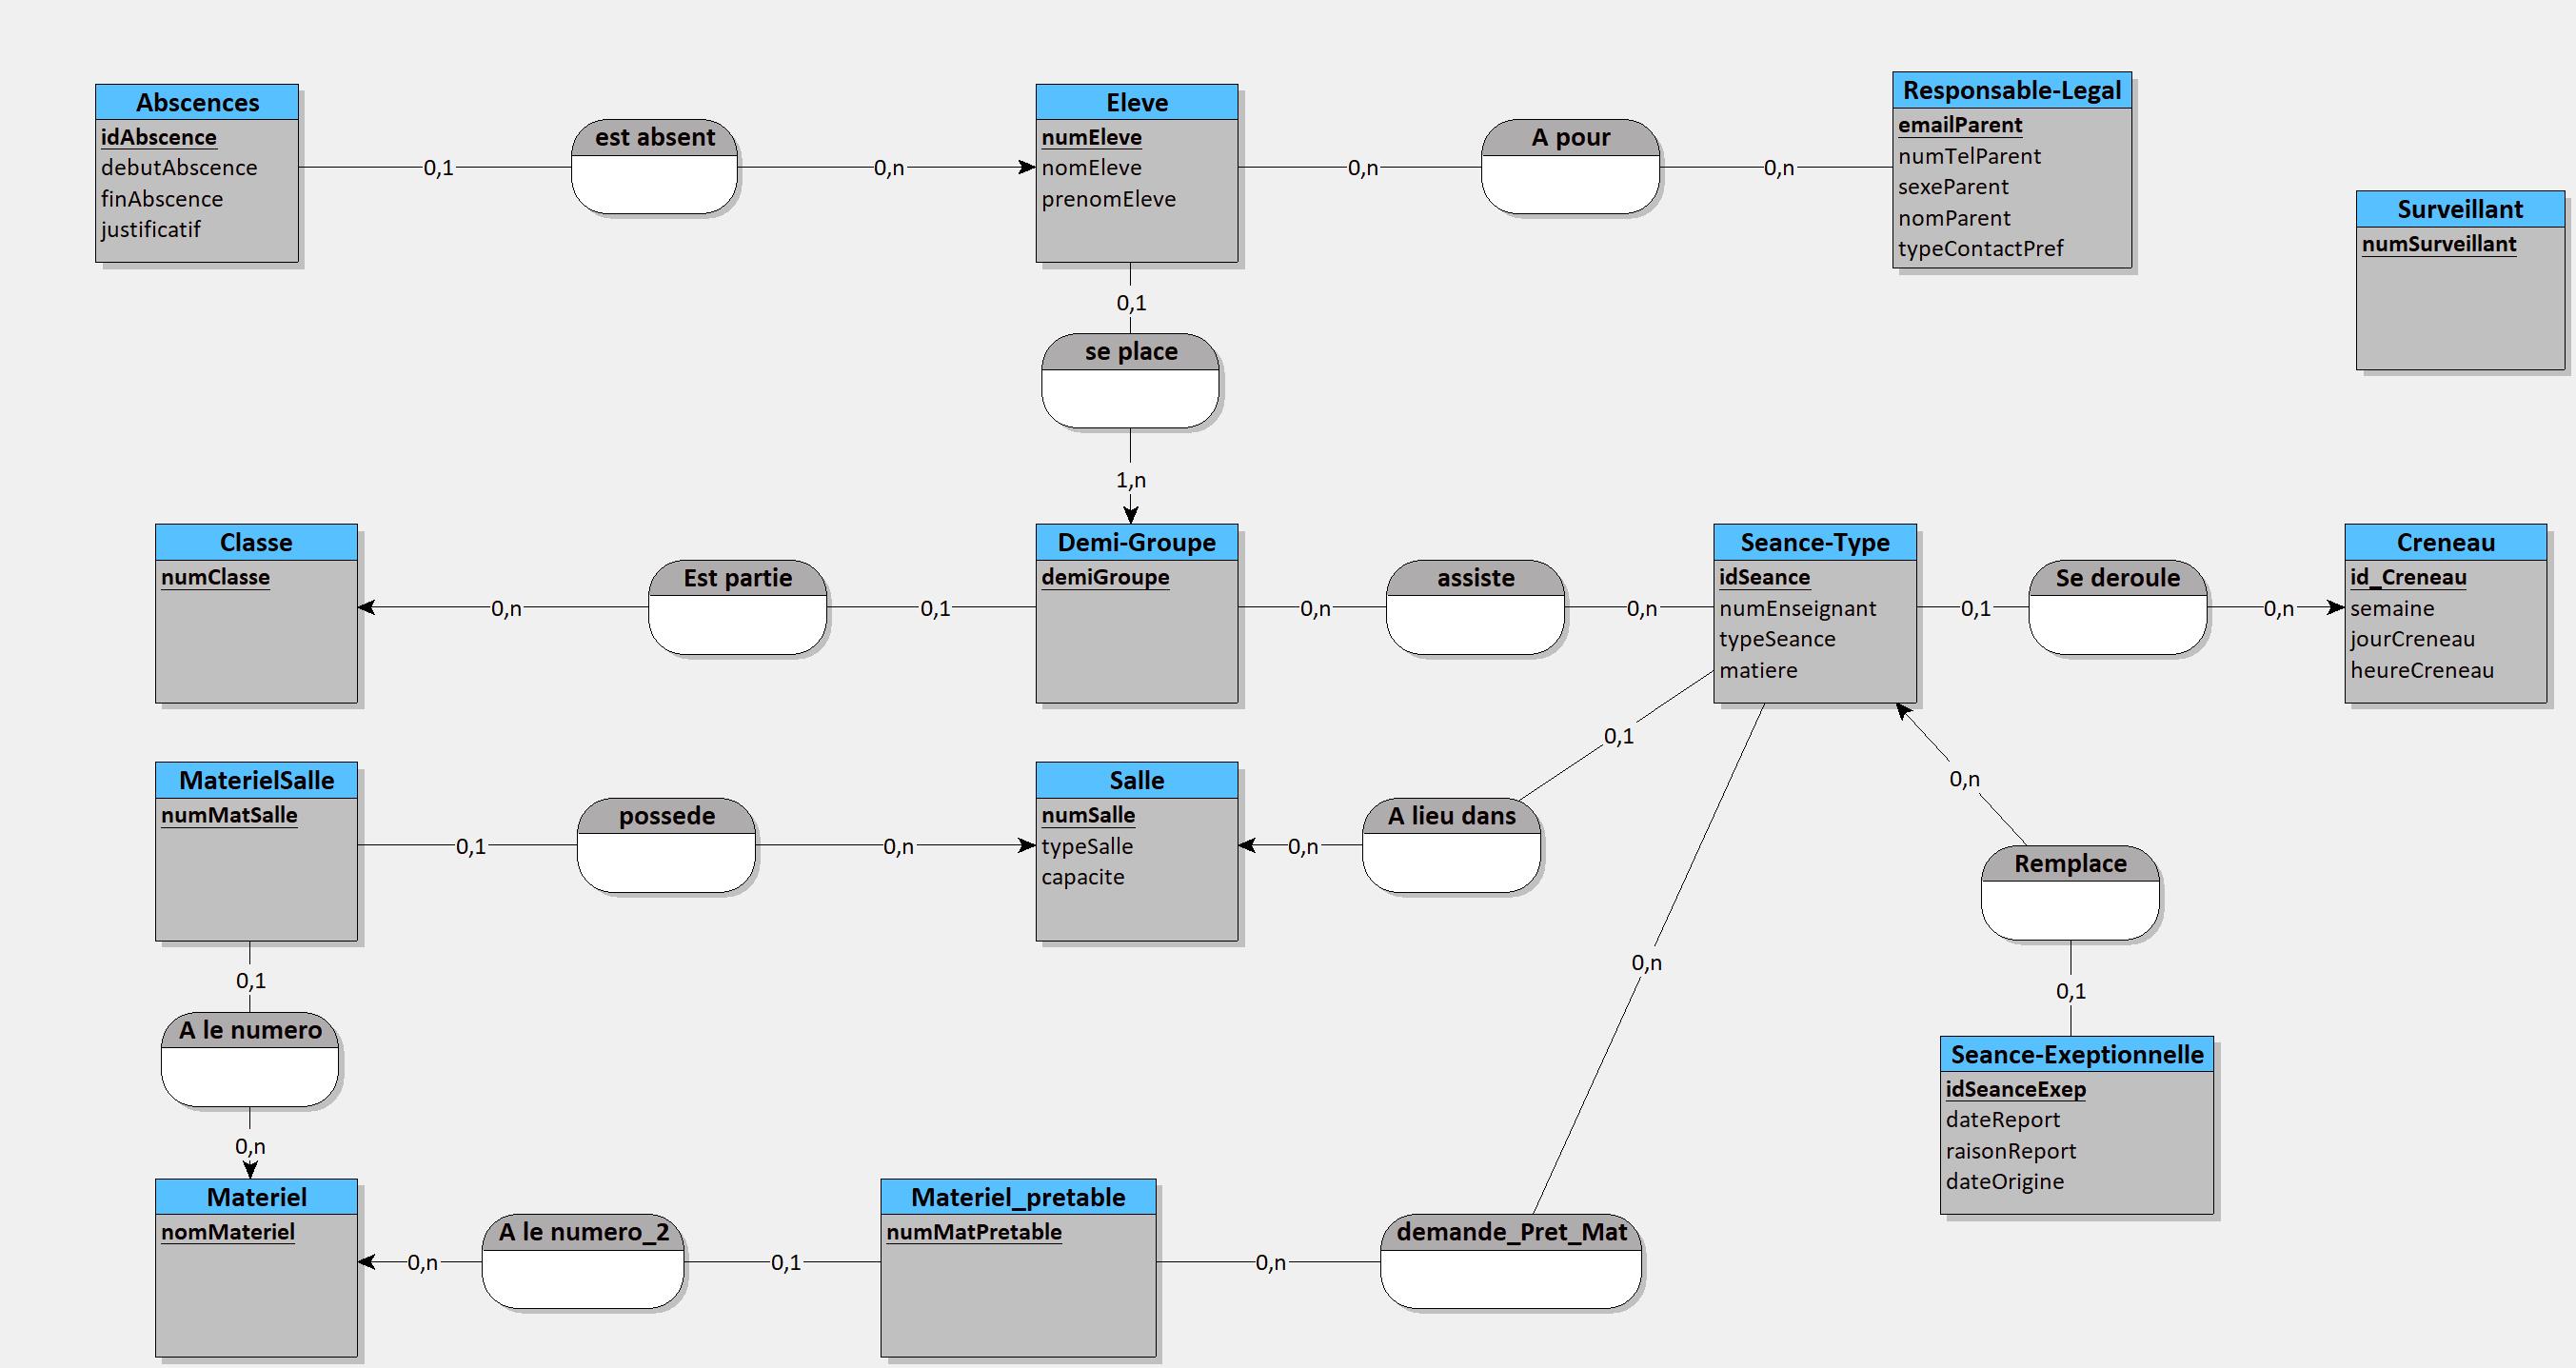 Abscences
idAbscence
debutAbscence
finAbscence
justificatif
0,1
est absent
0,n
Eleve
numEleve
nomEleve
prenomEleve
0,n
A pour
0,n
Responsable-Legal
emailParent
numTelParent
sexeParent
nomParent
typeContactPref
Surveillant
numSurveillant
0,1
se place
1,n
Classe
numClasse
0,n
Est partie
0,1
Demi-Groupe
demiGroupe
0,n
assiste
0,n
Seance-Type
idSeance
numEnseignant
typeSeance
matiere
0,1
Se deroule
0,n
Creneau
id_Creneau
semaine
jourCreneau
heureCreneau
MaterielSalle
numMatSalle
0,1
possede
0,n
Salle
numSalle
typeSalle
capacite
0,n
A lieu dans
0,1
0,n
0,n
Remplace
0,1
Seance-Exeptionnelle
idSeanceExep
dateReport
raisonReport
dateOrigine
0,1
A le numero
0,n
Materiel
nomMateriel
0,n
A le numero_2
0,1
Materiel_pretable
numMatPretable
0,n
demande_Pret_Mat